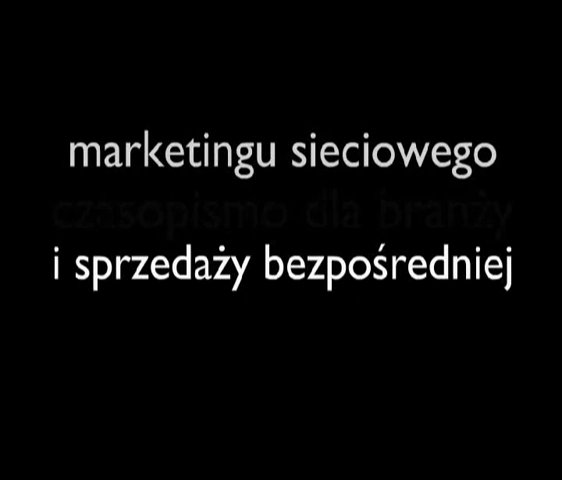 marketingu sieciowego
czasopismo dla branży
i sprzedaży bezpośredniej